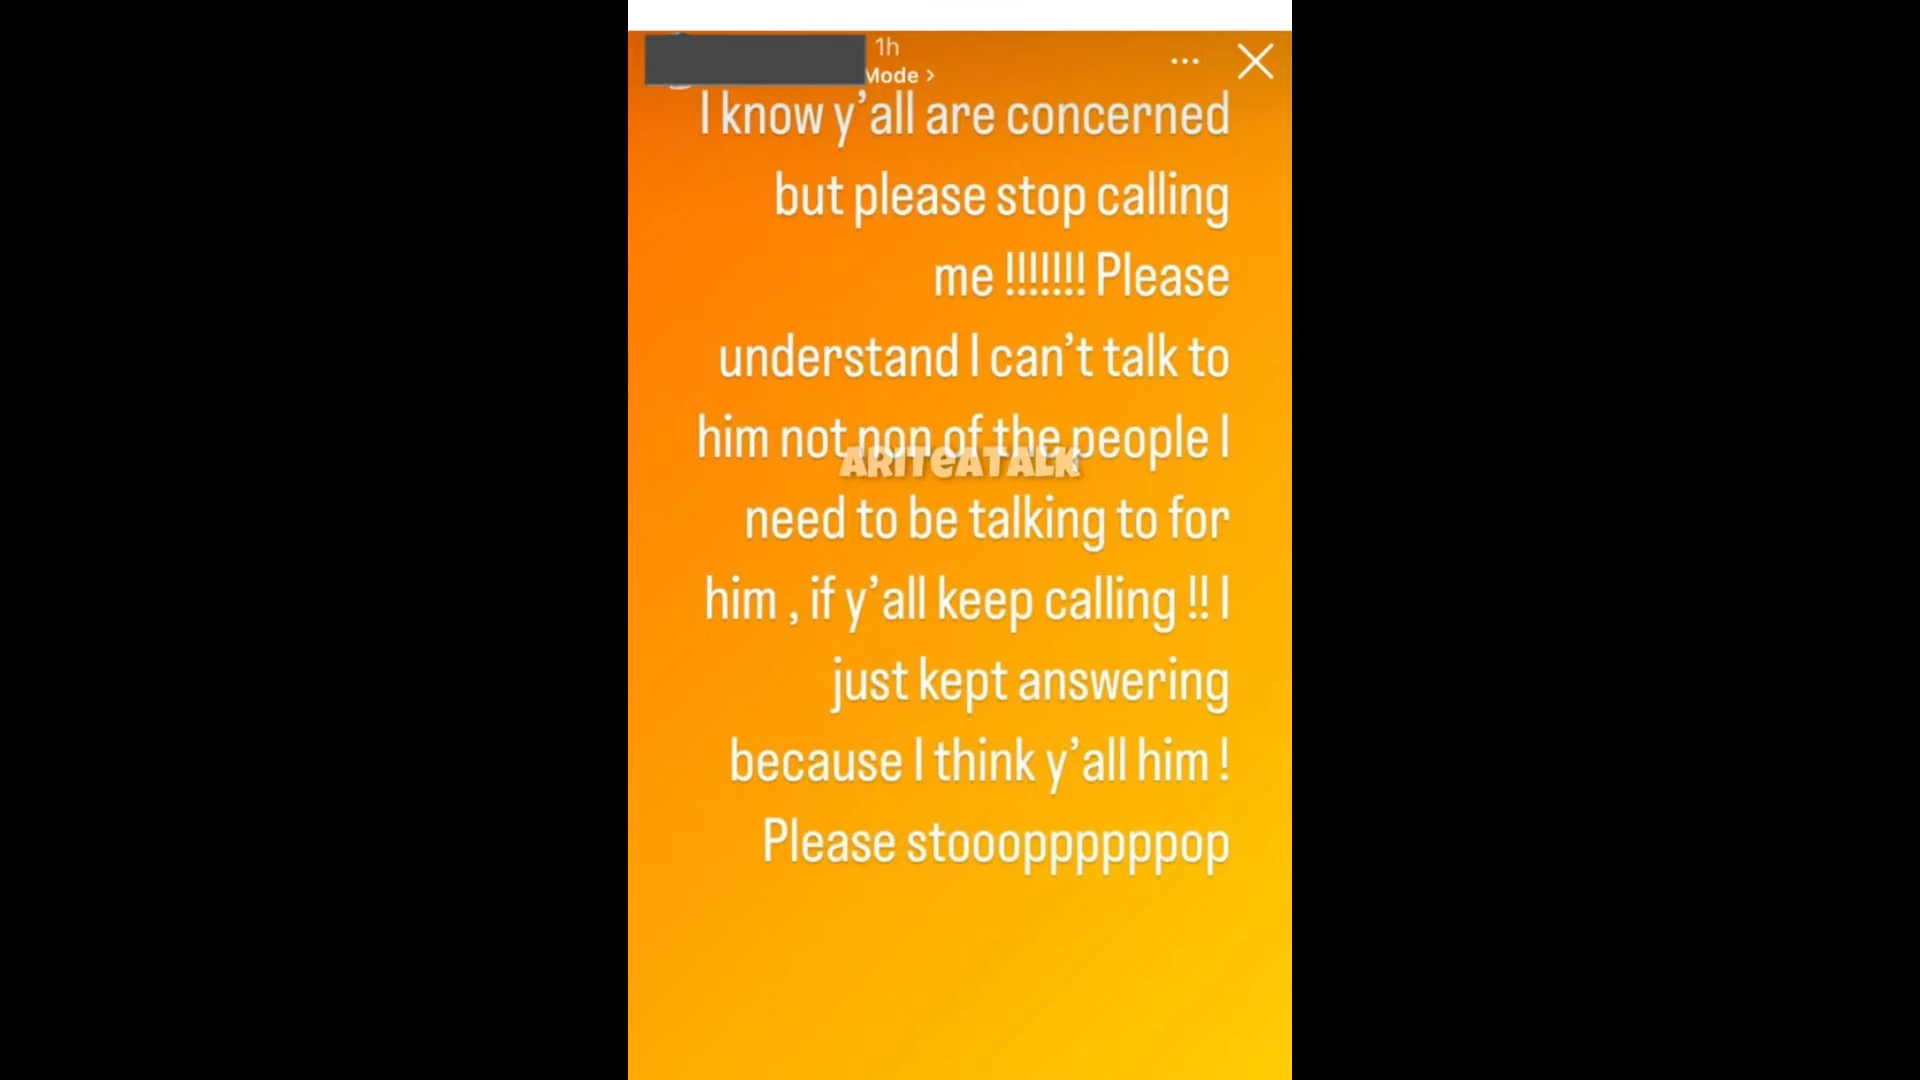 1h
Mode >
I know y’all are concerned
but please stop calling
me !!!!!!! Please
understand I can’t talk to
him not non of the people I
ARITEATALK
need to be talking to for
him , if y’all keep calling !! I
just kept answering
because I think y’all him !
Please stooopppppppop